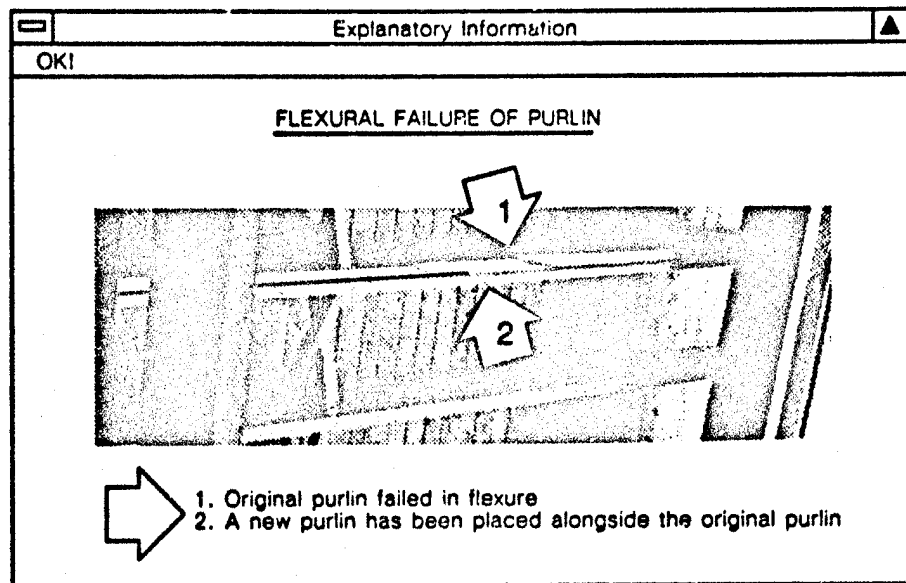 Explanatory Information
OK!
FLEXURAL FAILURE OF PURLIN
1
2
1. Original purlin failed in flexure
2. A new purlin has been placed alongside the original purlin